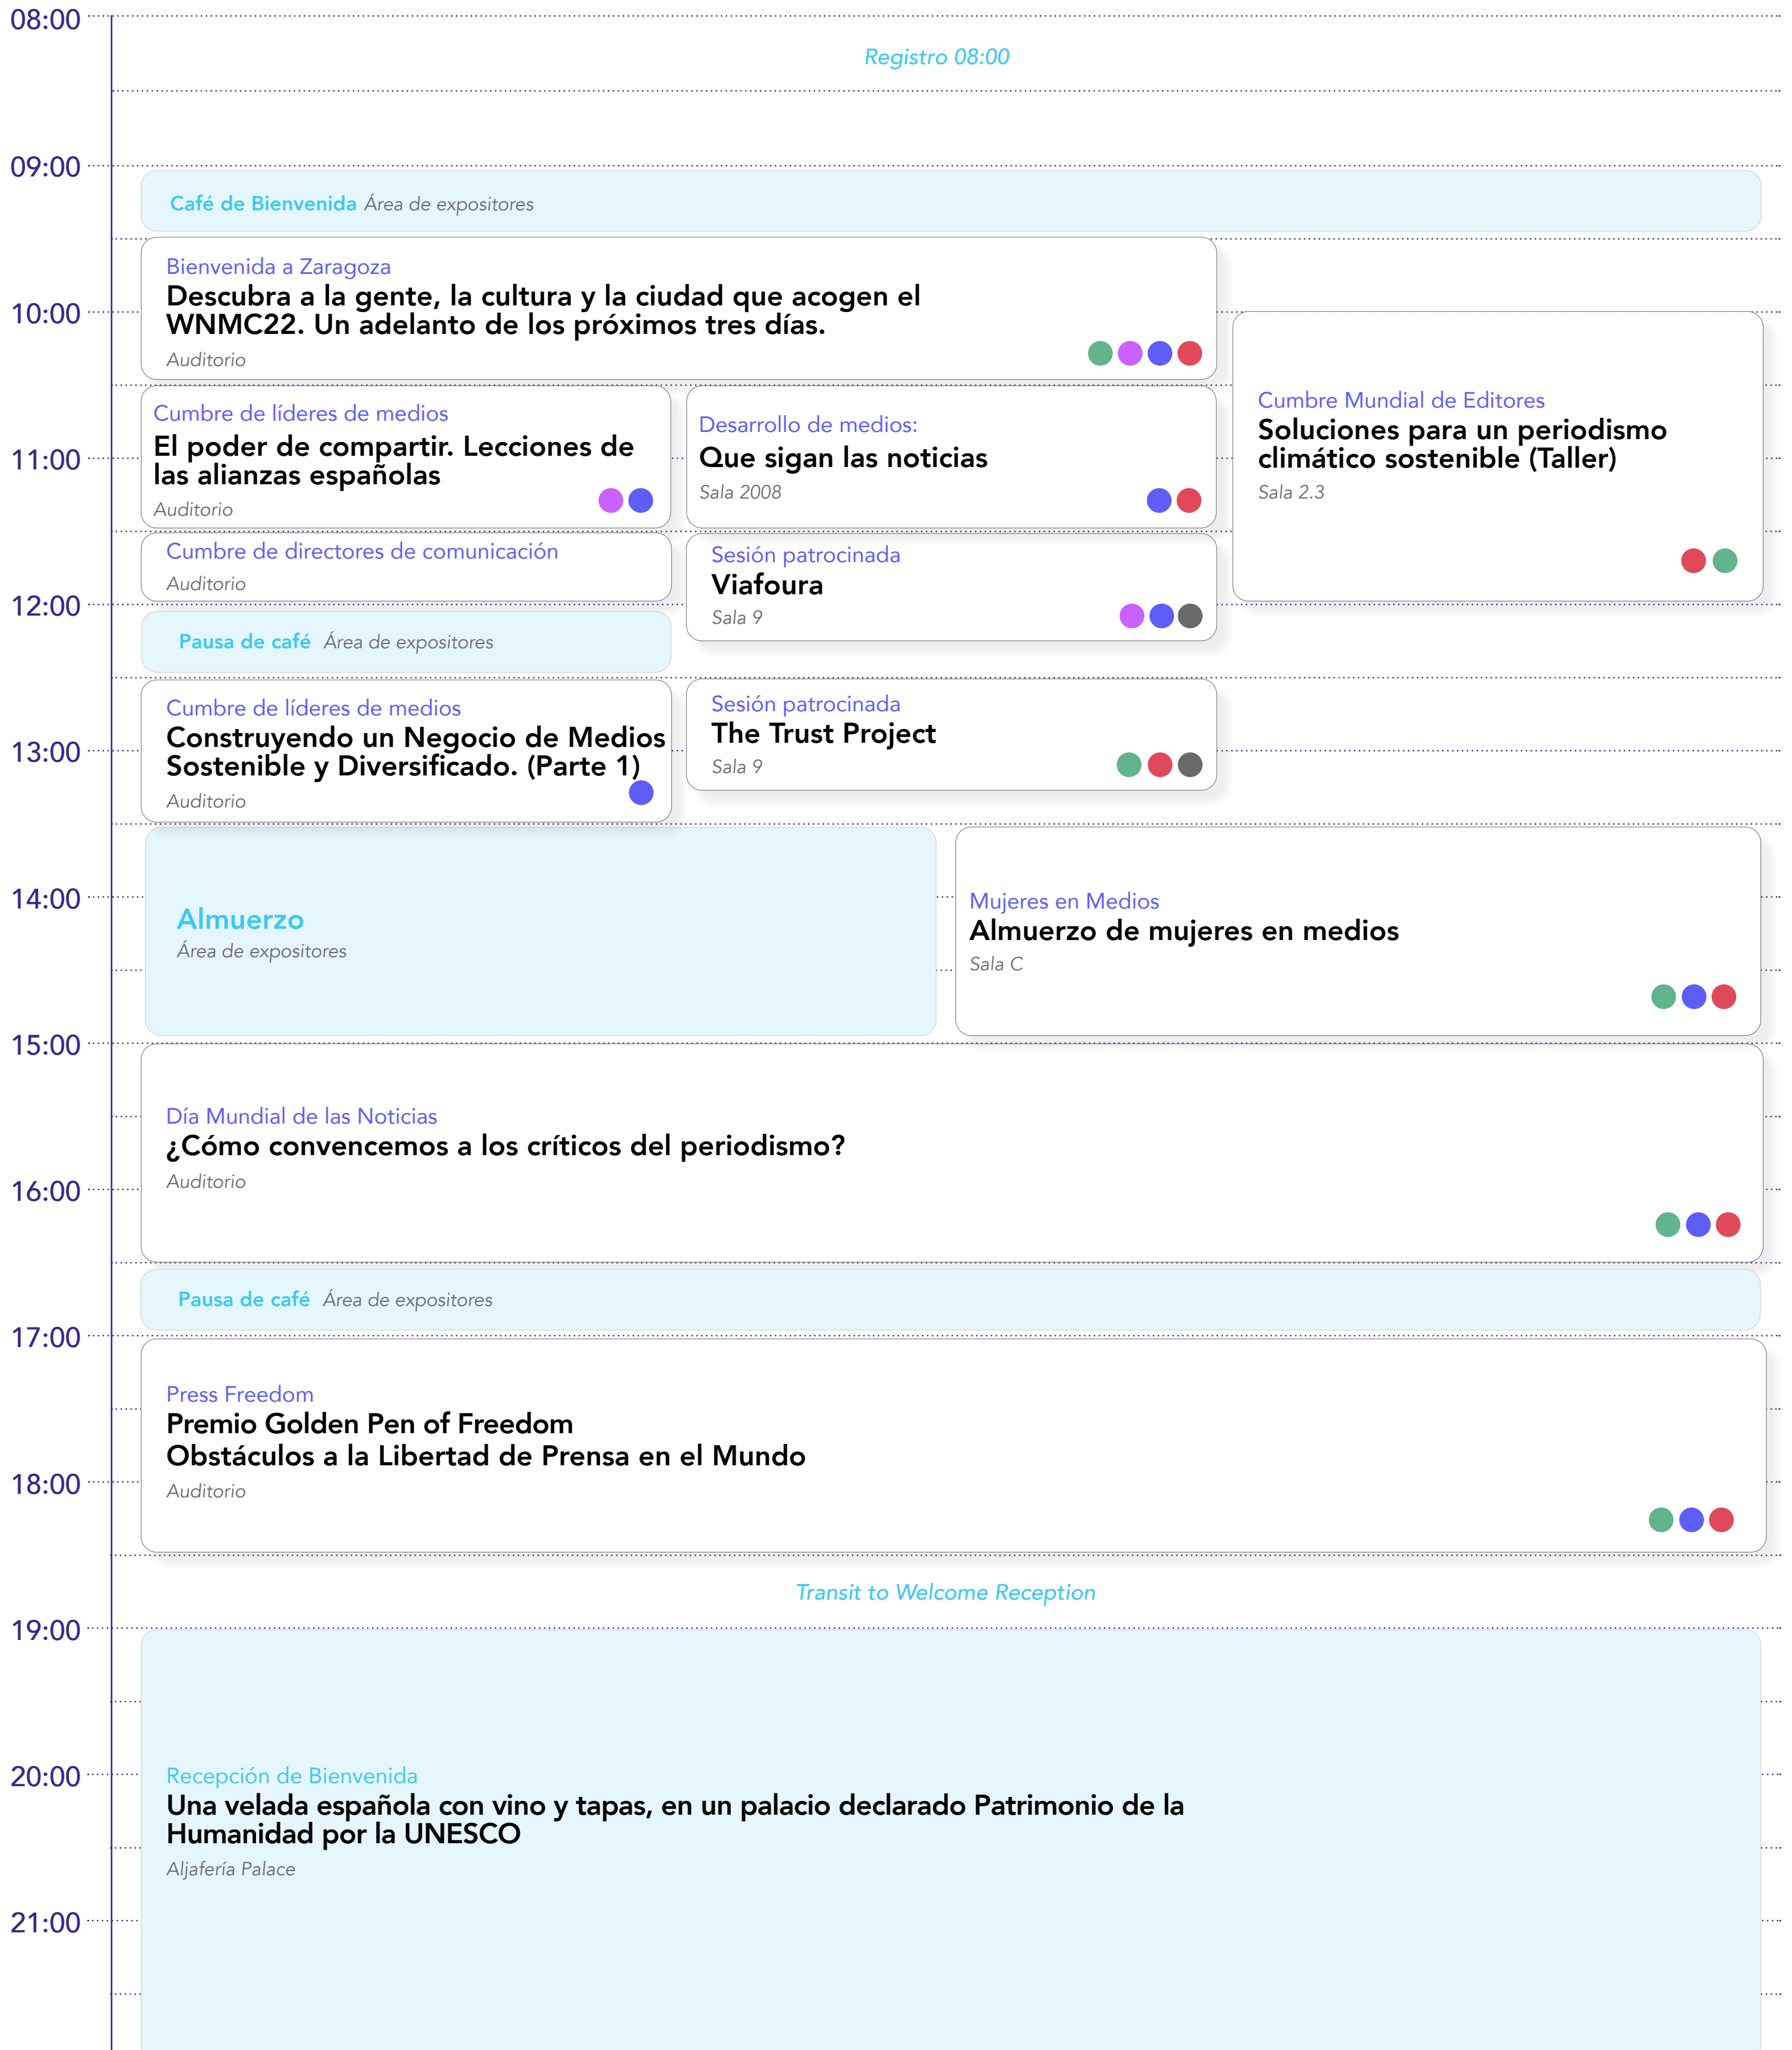 08:00
Registro 08:00
09:00
Café de Bienvenida Área de expositores
Bienvenida a Zaragoza
Descubra a la gente, la cultura y la ciudad que acogen el
WNMC22. Un adelanto de los próximos tres días.
Auditorio
10:00
Cumbre de líderes de medios
El poder de compartir. Lecciones de
las alianzas españolas
Auditorio
Desarrollo de medios:
Que sigan las noticias
Sala 2008
Cumbre Mundial de Editores
Soluciones para un periodismo
climático sostenible (Taller)
Sala 2.3
11:00
Cumbre de directores de comunicación
Auditorio
Sesión patrocinada
Viafoura
Sala 9
12:00
Pausa de café Área de expositores
Cumbre de líderes de medios
Construyendo un Negocio de Medios
Sostenible y Diversificado. (Parte 1)
Auditorio
Sesión patrocinada
The Trust Project
Sala 9
13:00
14:00
Almuerzo
Área de expositores
Mujeres en Medios
Almuerzo de mujeres en medios
Sala C
15:00
Día Mundial de las Noticias
¿Cómo convencemos a los críticos del periodismo?
Auditorio
16:00
Pausa de café Área de expositores
17:00
Press Freedom
Premio Golden Pen of Freedom
Obstáculos a la Libertad de Prensa en el Mundo
Auditorio
18:00
Transit to Welcome Reception
19:00
20:00
Recepción de Bienvenida
Una velada española con vino y tapas, en un palacio declarado Patrimonio de la
Humanidad por la UNESCO
Aljafería Palace
21:00